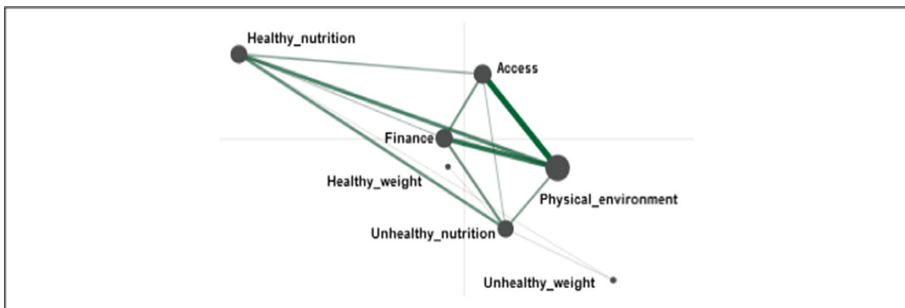 Healthy_nutrition
Access
Finance
Healthy_weight
Physical_environment
Unhealthy_nutrition
Unhealthy_weight